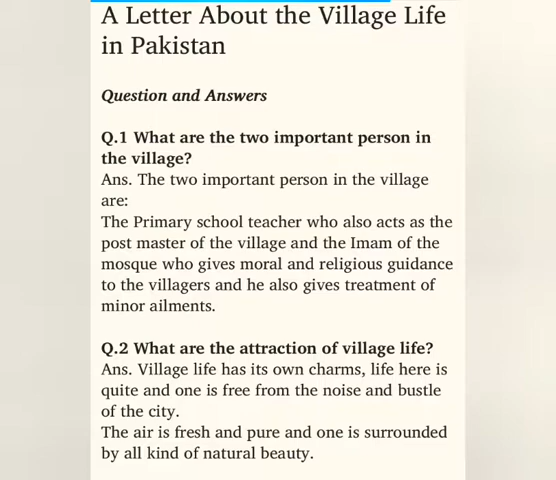 A Letter About the Village Life
in Pakistan
Question and Answers
Q.1 What are the two important person in
the village?
Ans. The two important person in the village
are:
The Primary school teacher who also acts as the
post master of the village and the Imam of the
mosque who gives moral and religious guidance
to the villagers and he also gives treatment of
minor ailments.
Q.2 What are the attraction of village life?
Ans. Village life has its own charms, life here is
quite and one is free from the noise and bustle
of the city.
The air is fresh and pure and one is surrounded
by all kind of natural beauty.